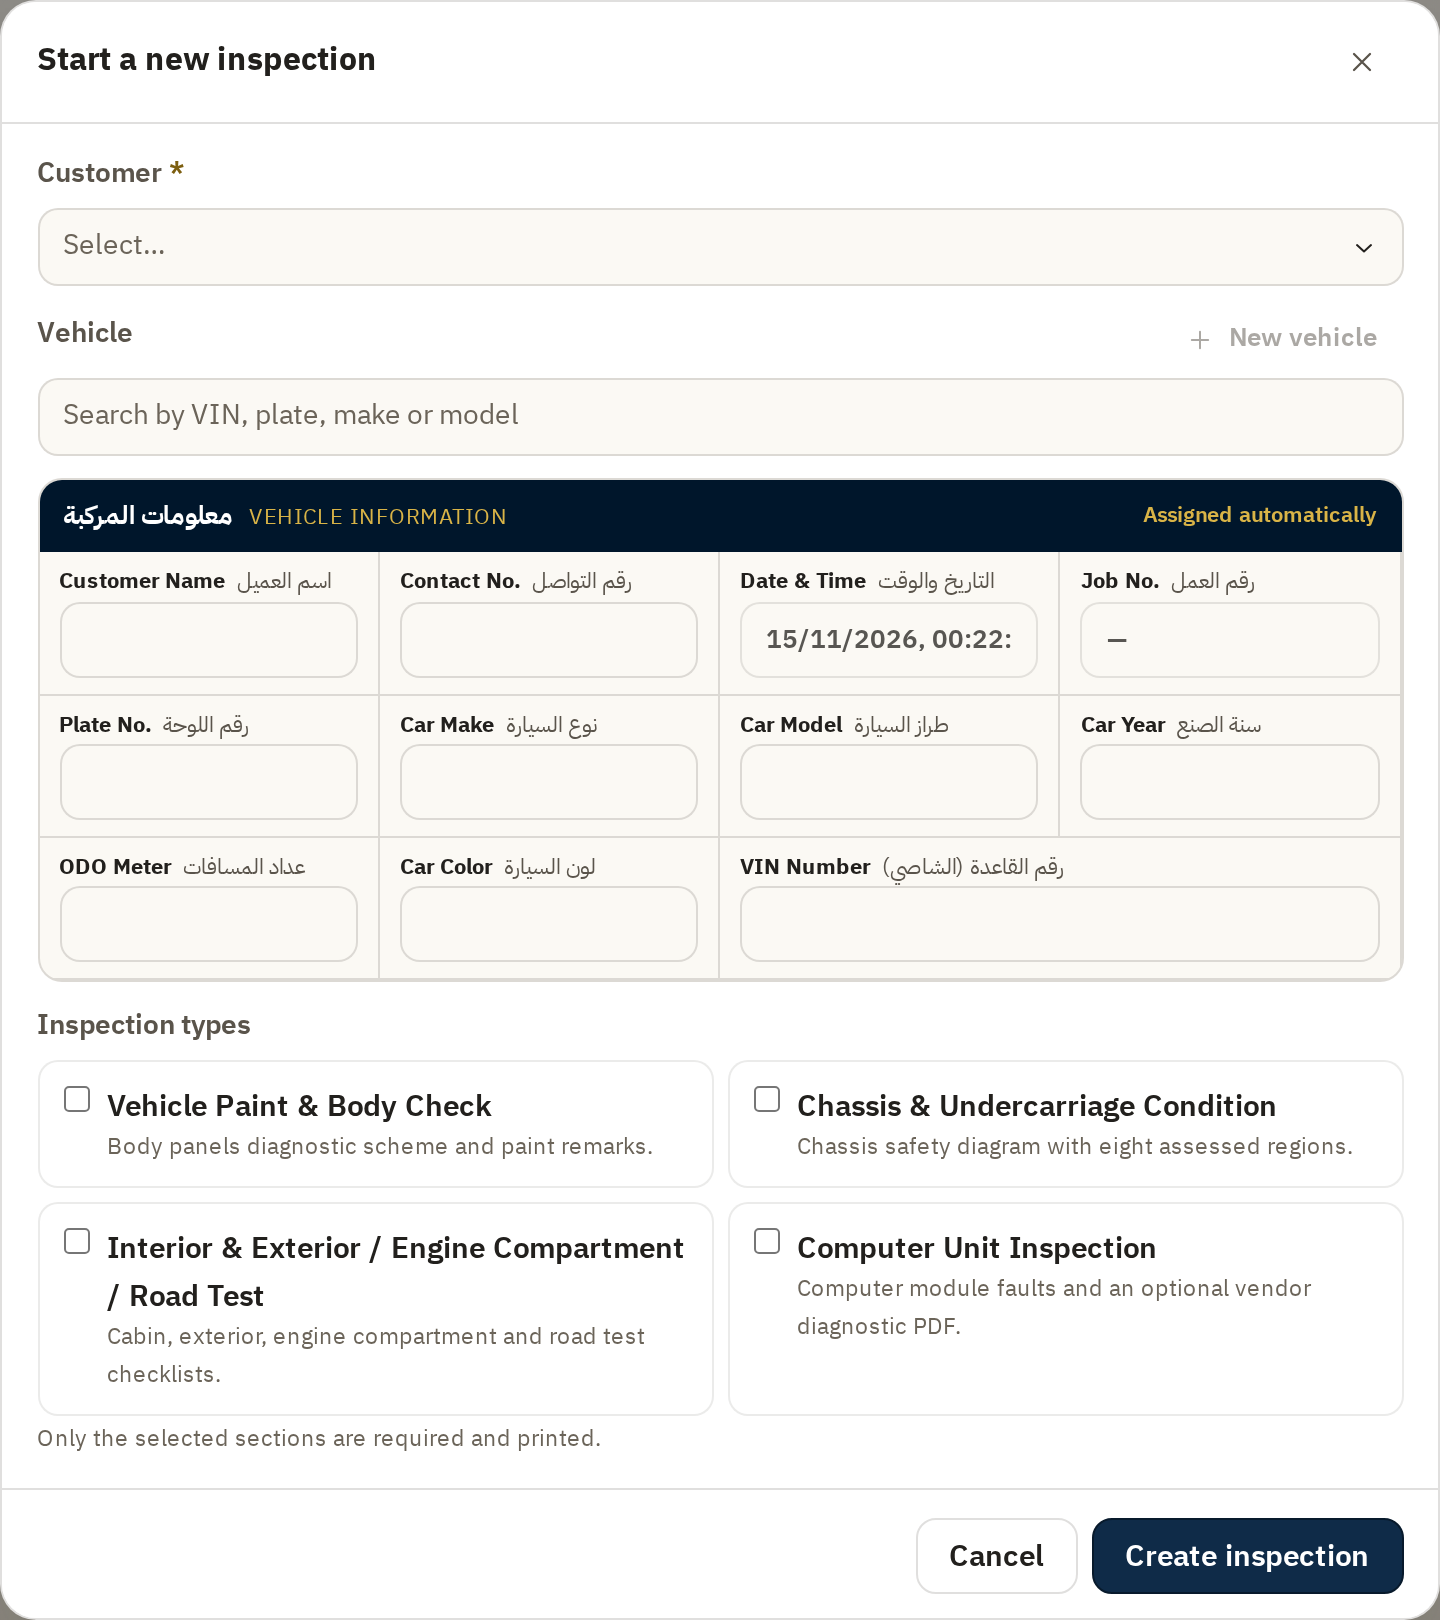 Start a new inspection
Customer *
Select...
Vehicle
+ New vehicle
Search by VIN, plate, make or model
معلومات المركبة VEHICLE INFORMATION Assigned automatically
Customer Name اسم العميل
Contact No. رقم التواصل
Date & Time التاريخ والوقت
15/11/2026, 00:22:
Job No. رقم العمل
—
Plate No. رقم اللوحة
Car Make نوع السيارة
Car Model طراز السيارة
Car Year سنة الصنع
ODO Meter عداد المسافات
Car Color لون السيارة
VIN Number رقم القاعدة (الشاصي)
Inspection types
Vehicle Paint & Body Check
Body panels diagnostic scheme and paint remarks.
Chassis & Undercarriage Condition
Chassis safety diagram with eight assessed regions.
Interior & Exterior / Engine Compartment
/ Road Test
Cabin, exterior, engine compartment and road test
checklists.
Computer Unit Inspection
Computer module faults and an optional vendor
diagnostic PDF.
Only the selected sections are required and printed.
Cancel
Create inspection